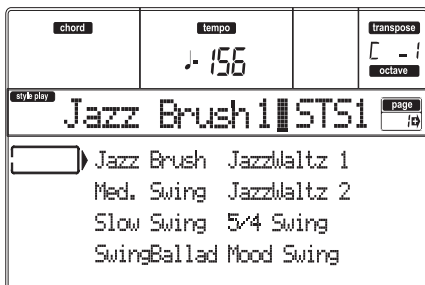 chord tempo transpose
♩- 156 C -1
octave
style play
Jazz Brush1 STS1 page
1
Jazz Brush JazzWaltz 1
Med. Swing JazzWaltz 2
Slow Swing 5/4 Swing
SwingBallad Mood Swing